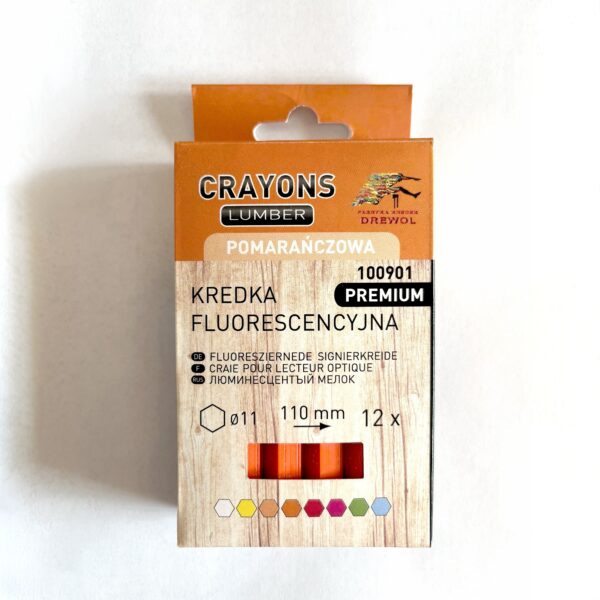 CRAYONS
LUMBER
FABRYKA KREDEK
DREWOL
POMARAŃCZOWA
100901
PREMIUM
KREDKA
FLUORESCENCYJNA
DE FLUORESZIERNEDE SIGNIERKREIDE
F CRAIE POUR LECTEUR OPTIQUE
RUS ЛЮМИНЕСЦЕНТЫЙ МЕЛОК
ø11 110 mm 12 x